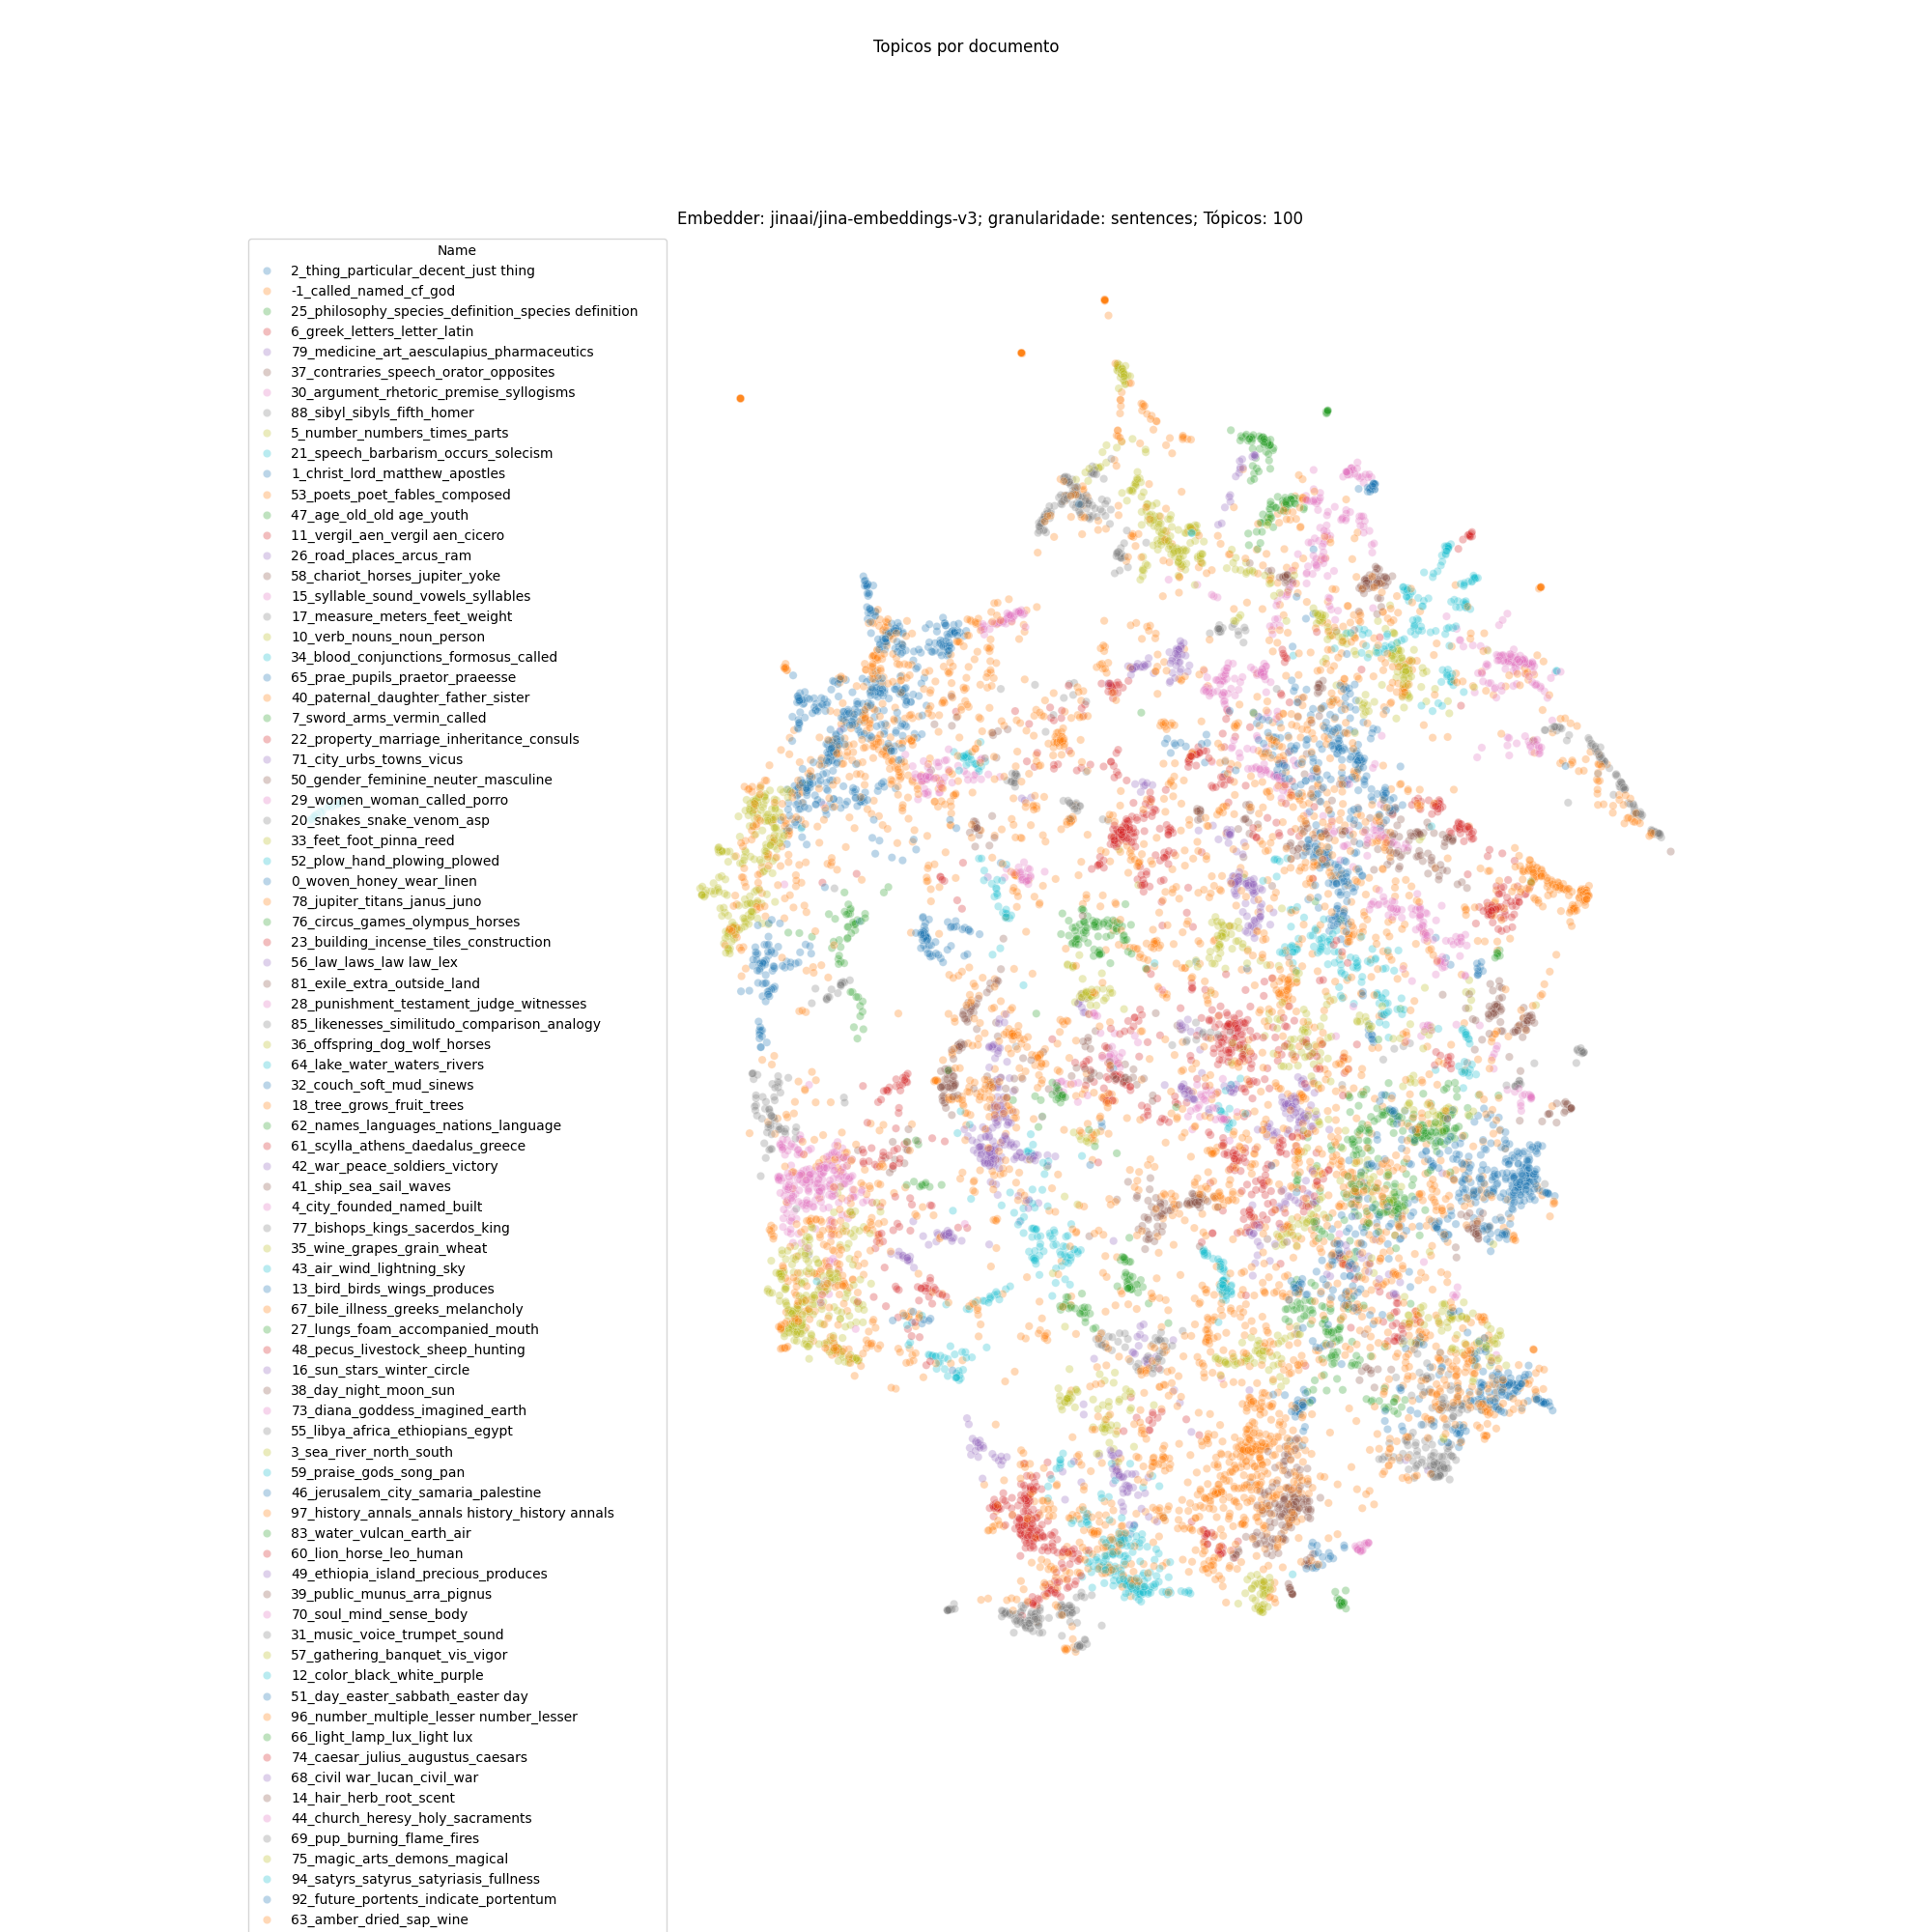 Topicos por documento
Embedder: jinaai/jina-embeddings-v3; granularidade: sentences; Tópicos: 100
Name
2_thing_particular_decent_just thing
-1_called_named_cf_god
25_philosophy_species_definition_species definition
6_greek_letters_letter_latin
79_medicine_art_aesculapius_pharmaceutics
37_contraries_speech_orator_opposites
30_argument_rhetoric_premise_syllogisms
88_sibyl_sibyls_fifth_homer
5_number_numbers_times_parts
21_speech_barbarism_occurs_solecism
1_christ_lord_matthew_apostles
53_poets_poet_fables_composed
47_age_old_old age_youth
11_vergil_aen_vergil aen_cicero
26_road_places_arcus_ram
58_chariot_horses_jupiter_yoke
15_syllable_sound_vowels_syllables
17_measure_meters_feet_weight
10_verb_nouns_noun_person
34_blood_conjunctions_formosus_called
65_prae_pupils_praetor_praeesse
40_paternal_daughter_father_sister
7_sword_arms_vermin_called
22_property_marriage_inheritance_consuls
71_city_urbs_towns_vicus
50_gender_feminine_neuter_masculine
29_women_woman_called_porro
20_snakes_snake_venom_asp
33_feet_foot_pinna_reed
52_plow_hand_plowing_plowed
0_woven_honey_wear_linen
78_jupiter_titans_janus_juno
76_circus_games_olympus_horses
23_building_incense_tiles_construction
56_law_laws_law law_lex
81_exile_extra_outside_land
28_punishment_testament_judge_witnesses
85_likenesses_similitudo_comparison_analogy
36_offspring_dog_wolf_horses
64_lake_water_waters_rivers
32_couch_soft_mud_sinews
18_tree_grows_fruit_trees
62_names_languages_nations_language
61_scylla_athens_daedalus_greece
42_war_peace_soldiers_victory
41_ship_sea_sail_waves
4_city_founded_named_built
77_bishops_kings_sacerdos_king
35_wine_grapes_grain_wheat
43_air_wind_lightning_sky
13_bird_birds_wings_produces
67_bile_illness_greeks_melancholy
27_lungs_foam_accompanied_mouth
48_pecus_livestock_sheep_hunting
16_sun_stars_winter_circle
38_day_night_moon_sun
73_diana_goddess_imagined_earth
55_libya_africa_ethiopians_egypt
3_sea_river_north_south
59_praise_gods_song_pan
46_jerusalem_city_samaria_palestine
97_history_annals_annals history_history annals
83_water_vulcan_earth_air
60_lion_horse_leo_human
49_ethiopia_island_precious_produces
39_public_munus_arra_pignus
70_soul_mind_sense_body
31_music_voice_trumpet_sound
57_gathering_banquet_vis_vigor
12_color_black_white_purple
51_day_easter_sabbath_easter day
96_number_multiple_lesser number_lesser
66_light_lamp_lux_light lux
74_caesar_julius_augustus_caesars
68_civil war_lucan_civil_war
14_hair_herb_root_scent
44_church_heresy_holy_sacraments
69_pup_burning_flame_fires
75_magic_arts_demons_magical
94_satyrs_satyrus_satyriasis_fullness
92_future_portents_indicate_portentum
63_amber_dried_sap_wine